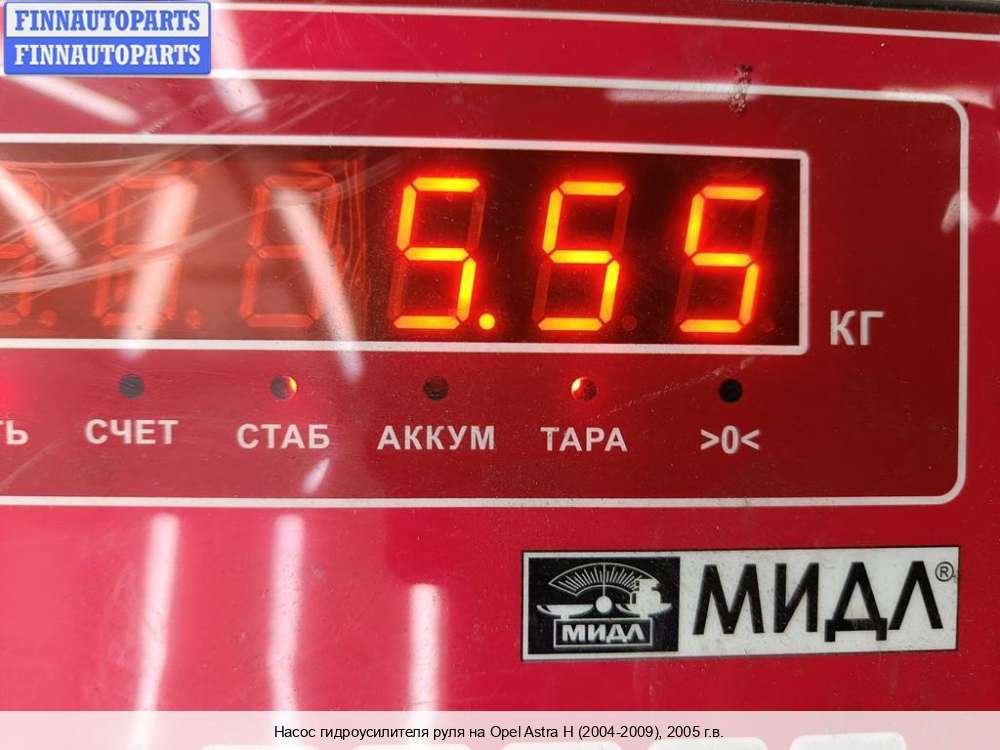 FINNAUTOPARTS
FINNAUTOPARTS
5.55
КГ
СЧЕТ СТАБ АККУМ ТАРА >0<
МИДЛ МИДЛ®
Насос гидроусилителя руля на Opel Astra H (2004-2009), 2005 г.в.